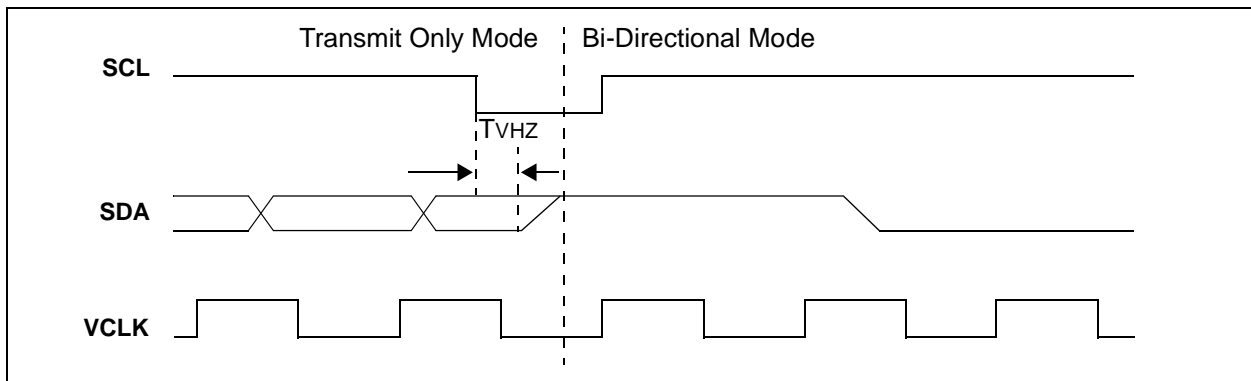 Transmit Only Mode
Bi-Directional Mode
SCL
TVHZ
SDA
VCLK